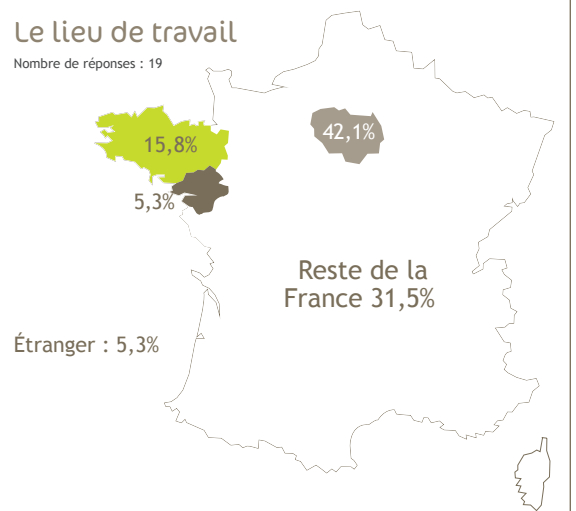 Le lieu de travail
Nombre de réponses : 19
42,1%
15,8%
5,3%
Reste de la
France 31,5%
Étranger : 5,3%